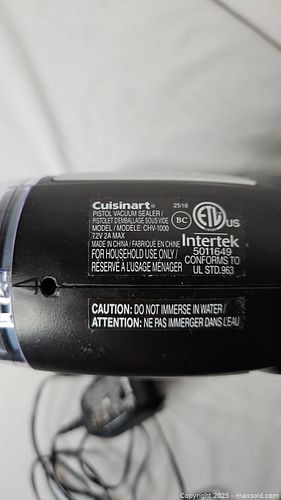 Cuisinart® 2518
PISTOL VACUUM SEALER /
PISTOLET D'EMBALLAGE SOUS VIDE
MODEL / MODÈLE: CHV-1000
7.2V 2A MAX
MADE IN CHINA / FABRIQUÉ EN CHINE
FOR HOUSEHOLD USE ONLY /
RÉSERVÉ À L'USAGE MÉNAGER
BC
ETL US
Intertek
5011649
CONFORMS TO
UL STD.963
CAUTION: DO NOT IMMERSE IN WATER /
ATTENTION: NE PAS IMMERGER DANS L'EAU
Copyright © 2025 - maxsold.com